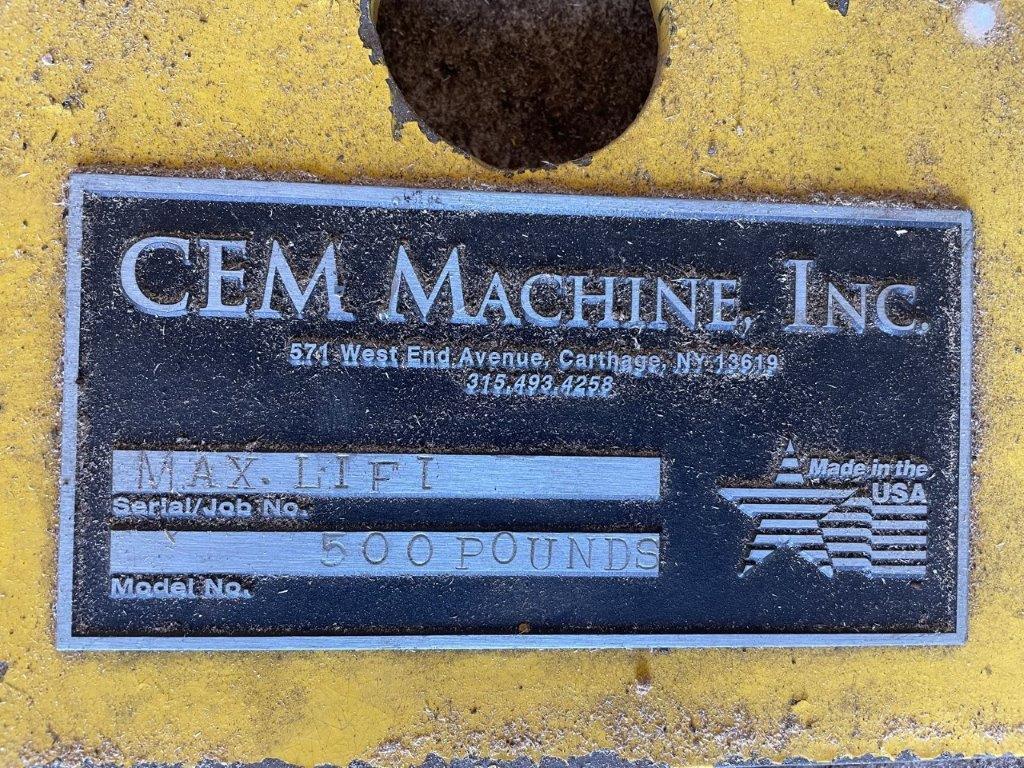 CEM MACHINE, INC.
571 West End Avenue, Carthage, NY 13619
315.493.4258
MAX. LIFT
Serial/Job No.
Made in the
USA
500 POUNDS
Model No.